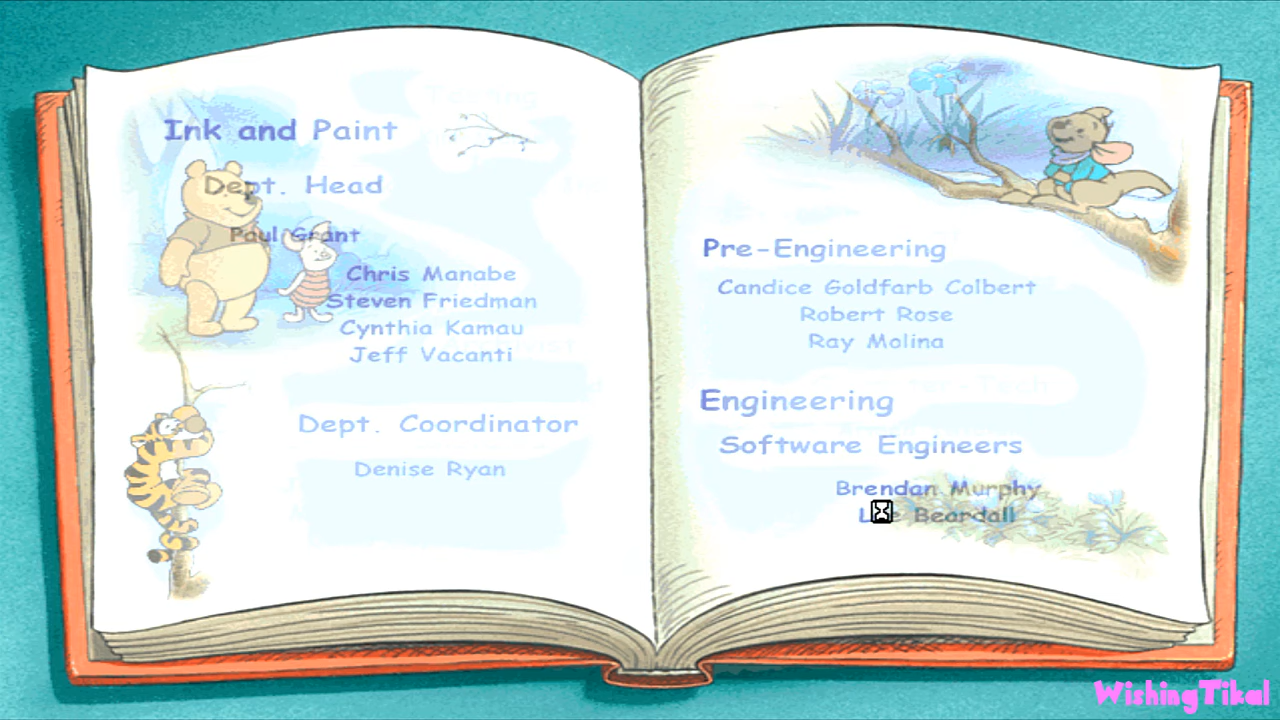 Ink and Paint
Dept. Head
Paul Grant
Chris Manabe
Steven Friedman
Cynthia Kamau
Jeff Vacanti
Dept. Coordinator
Denise Ryan
Pre-Engineering
Candice Goldfarb Colbert
Robert Rose
Ray Molina
Engineering
Software Engineers
Brendan Murphy
Beardall
WishingTikal